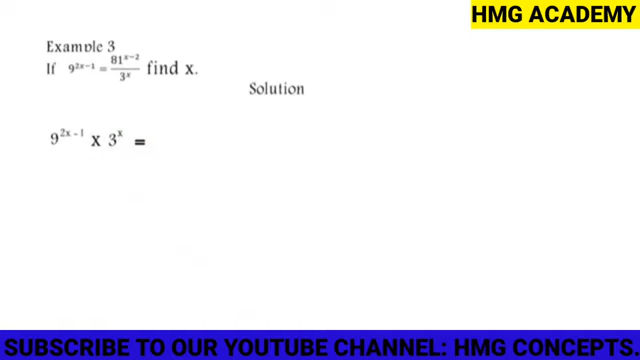 HMG ACADEMY
Example 3
If 9^{2x-1} = \frac{81^{x-2}}{3^x} find x.
Solution
9^{2x-1} x 3^x =
SUBSCRIBE TO OUR YOUTUBE CHANNEL: HMG CONCEPTS.